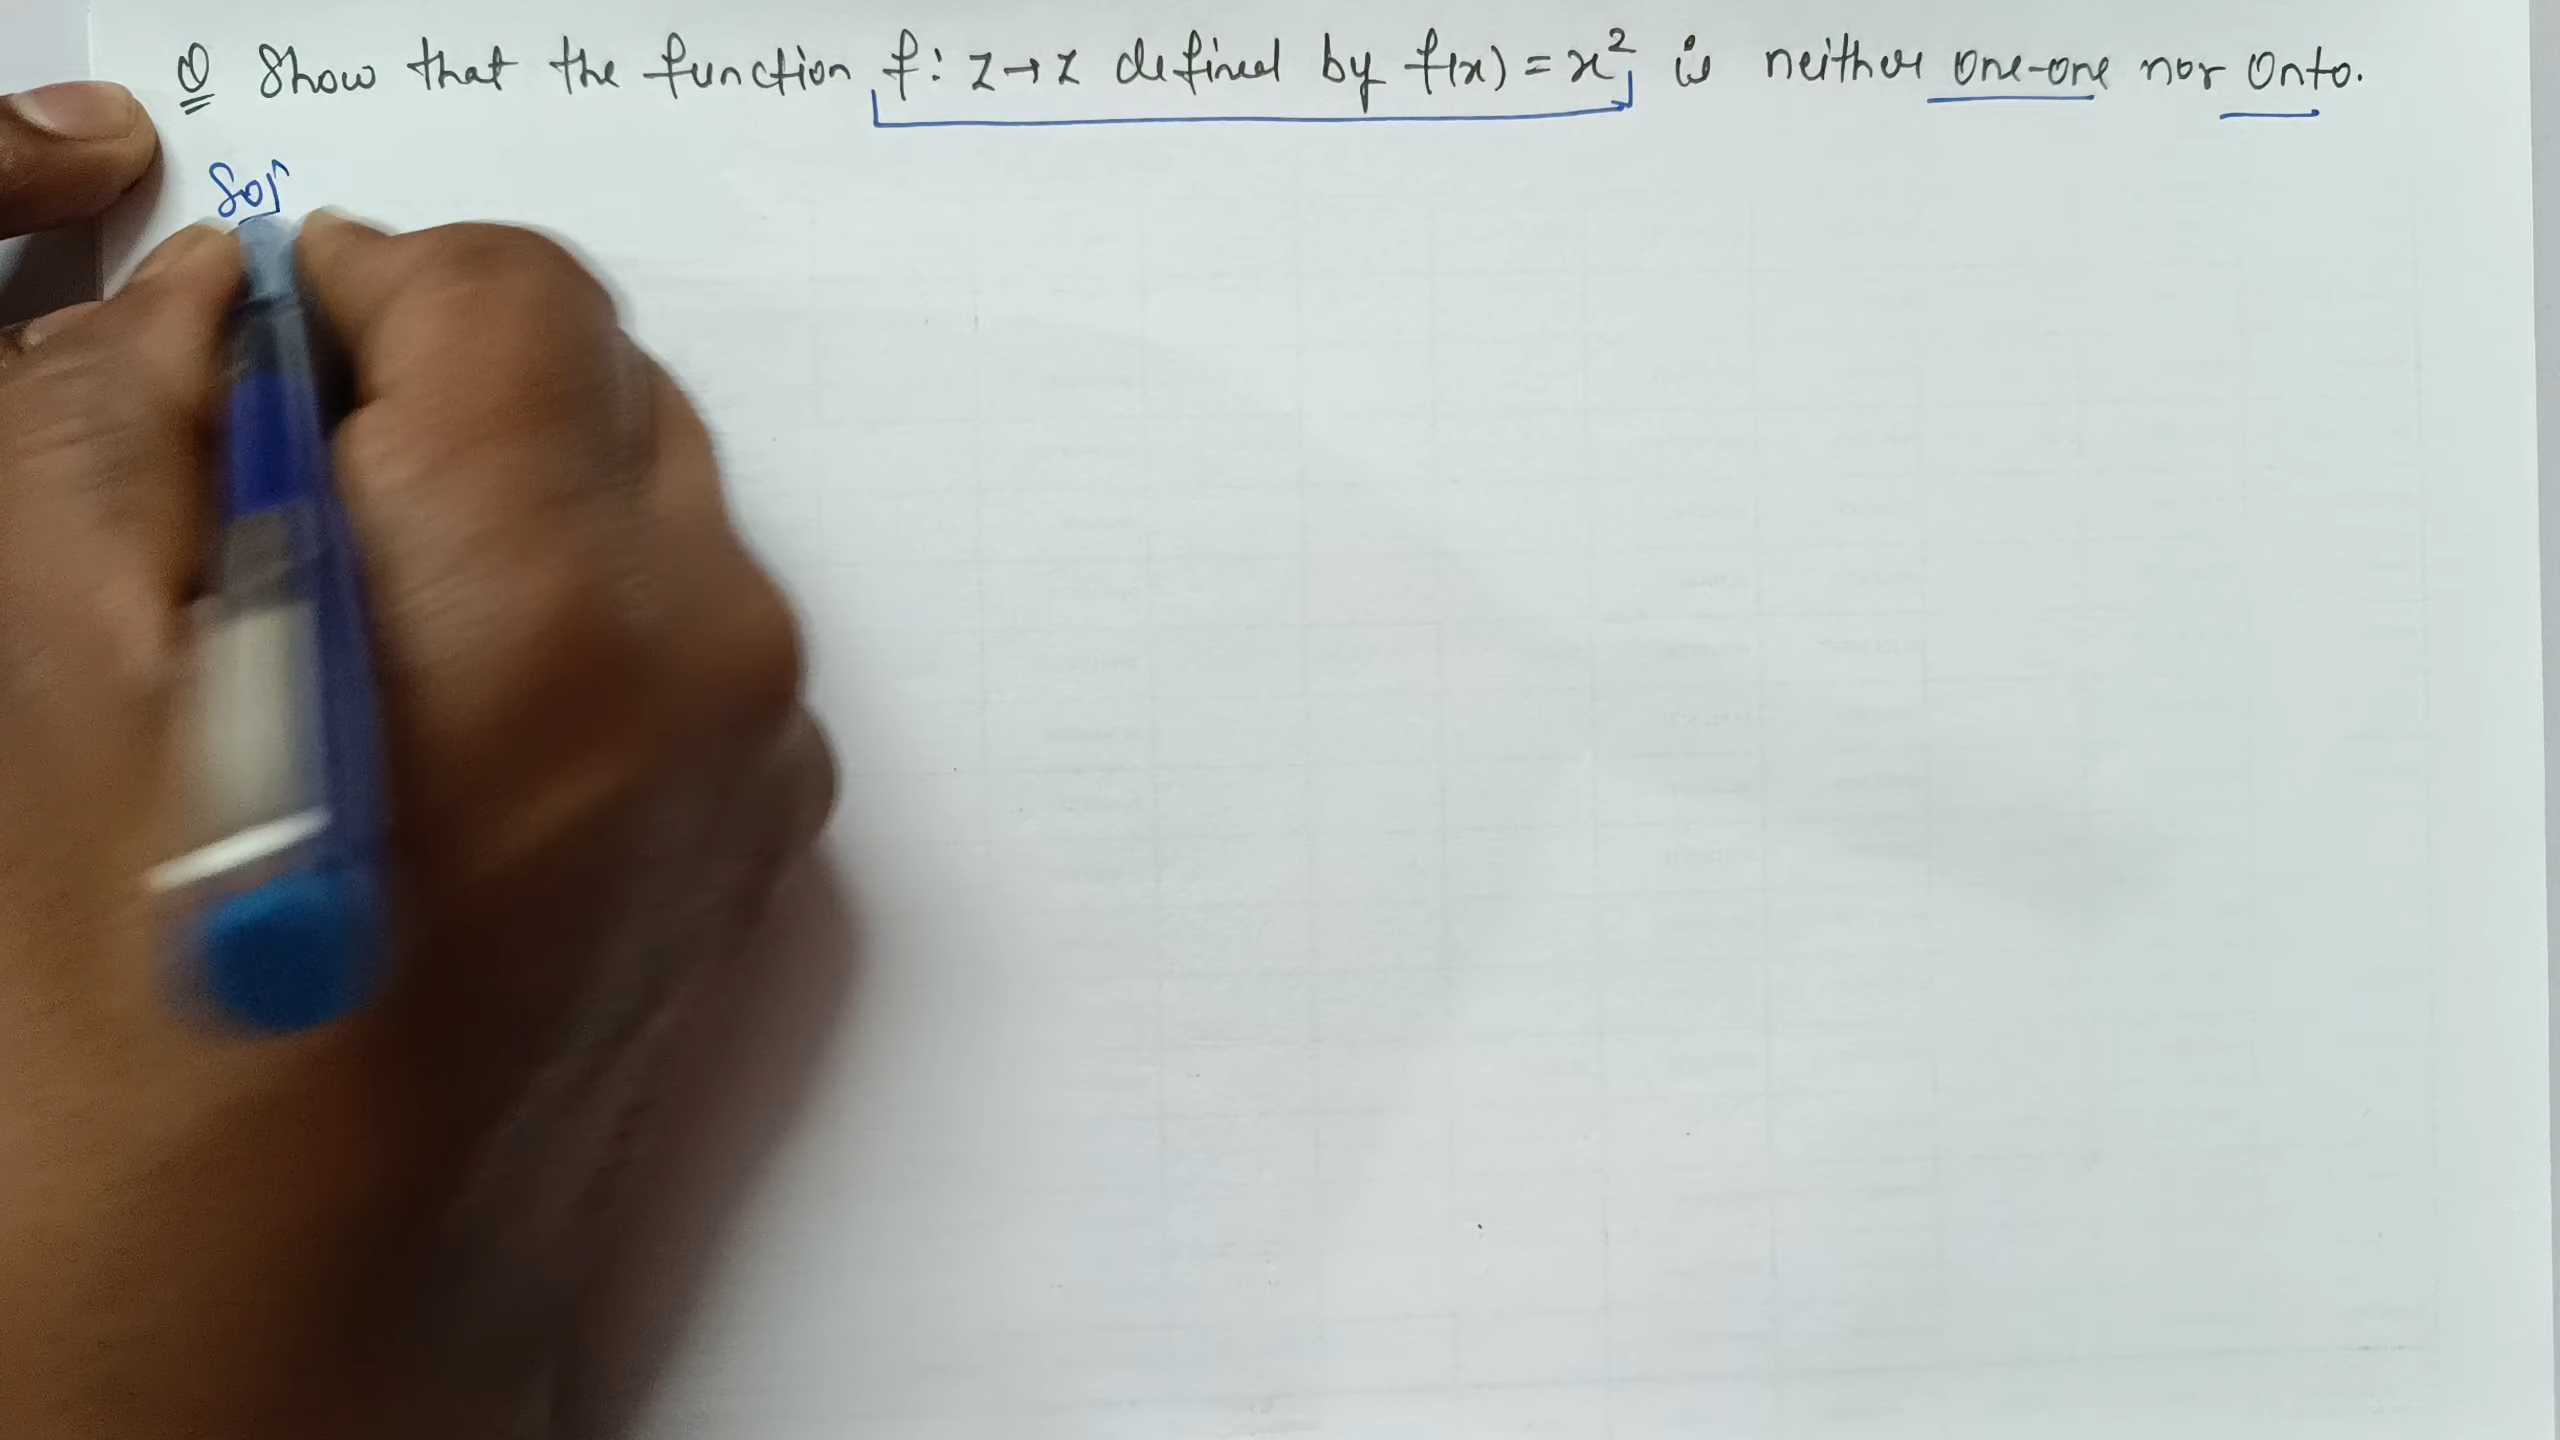 Q Show that the function f: Z→Z defined by f(x) = x² is neither one-one nor onto.
Sol^